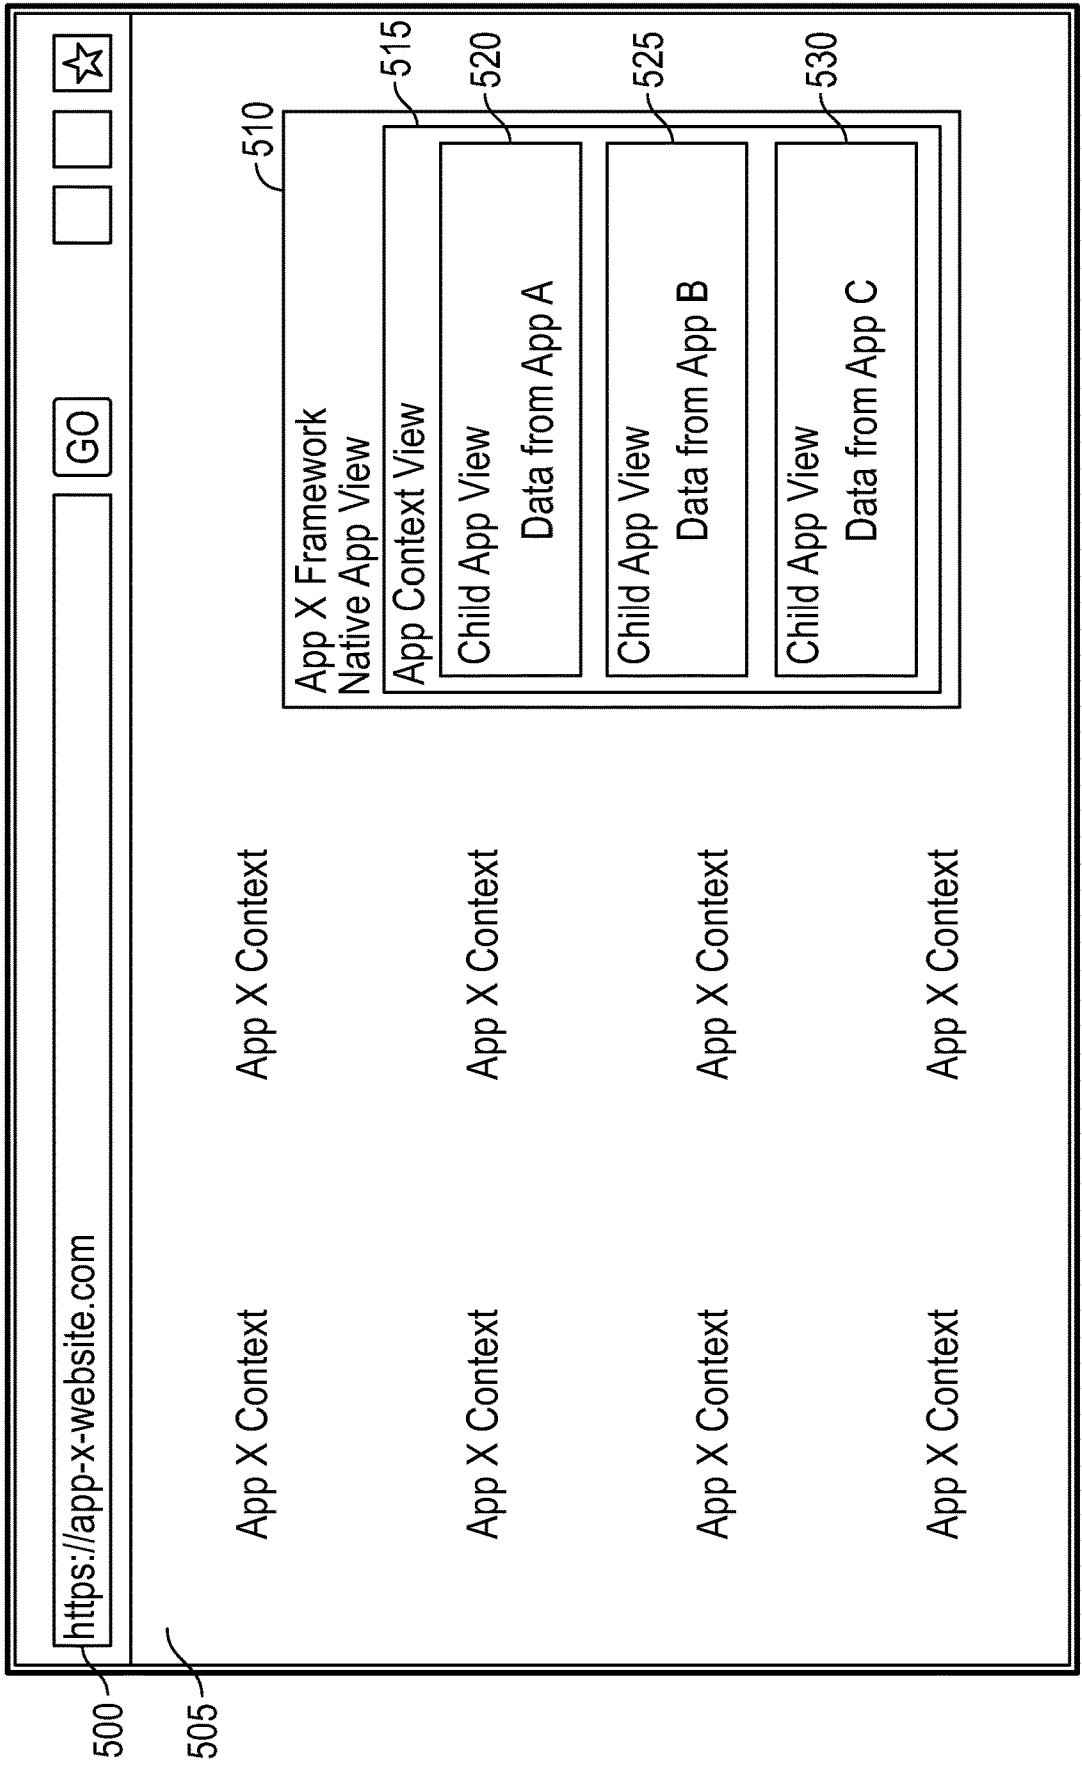 500
https://app-x-website.com
GO
505
App X Context
App X Context
App X Context
App X Context
App X Context
App X Context
App X Context
App X Context
510
App X Framework
Native App View
515
App Context View
520
Child App View
Data from App A
525
Child App View
Data from App B
530
Child App View
Data from App C